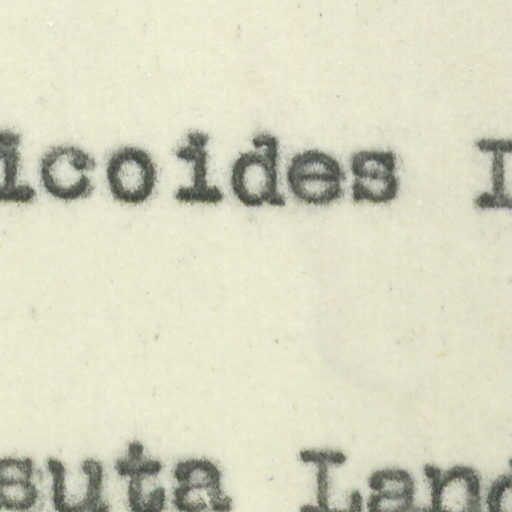 icoides
suta Land